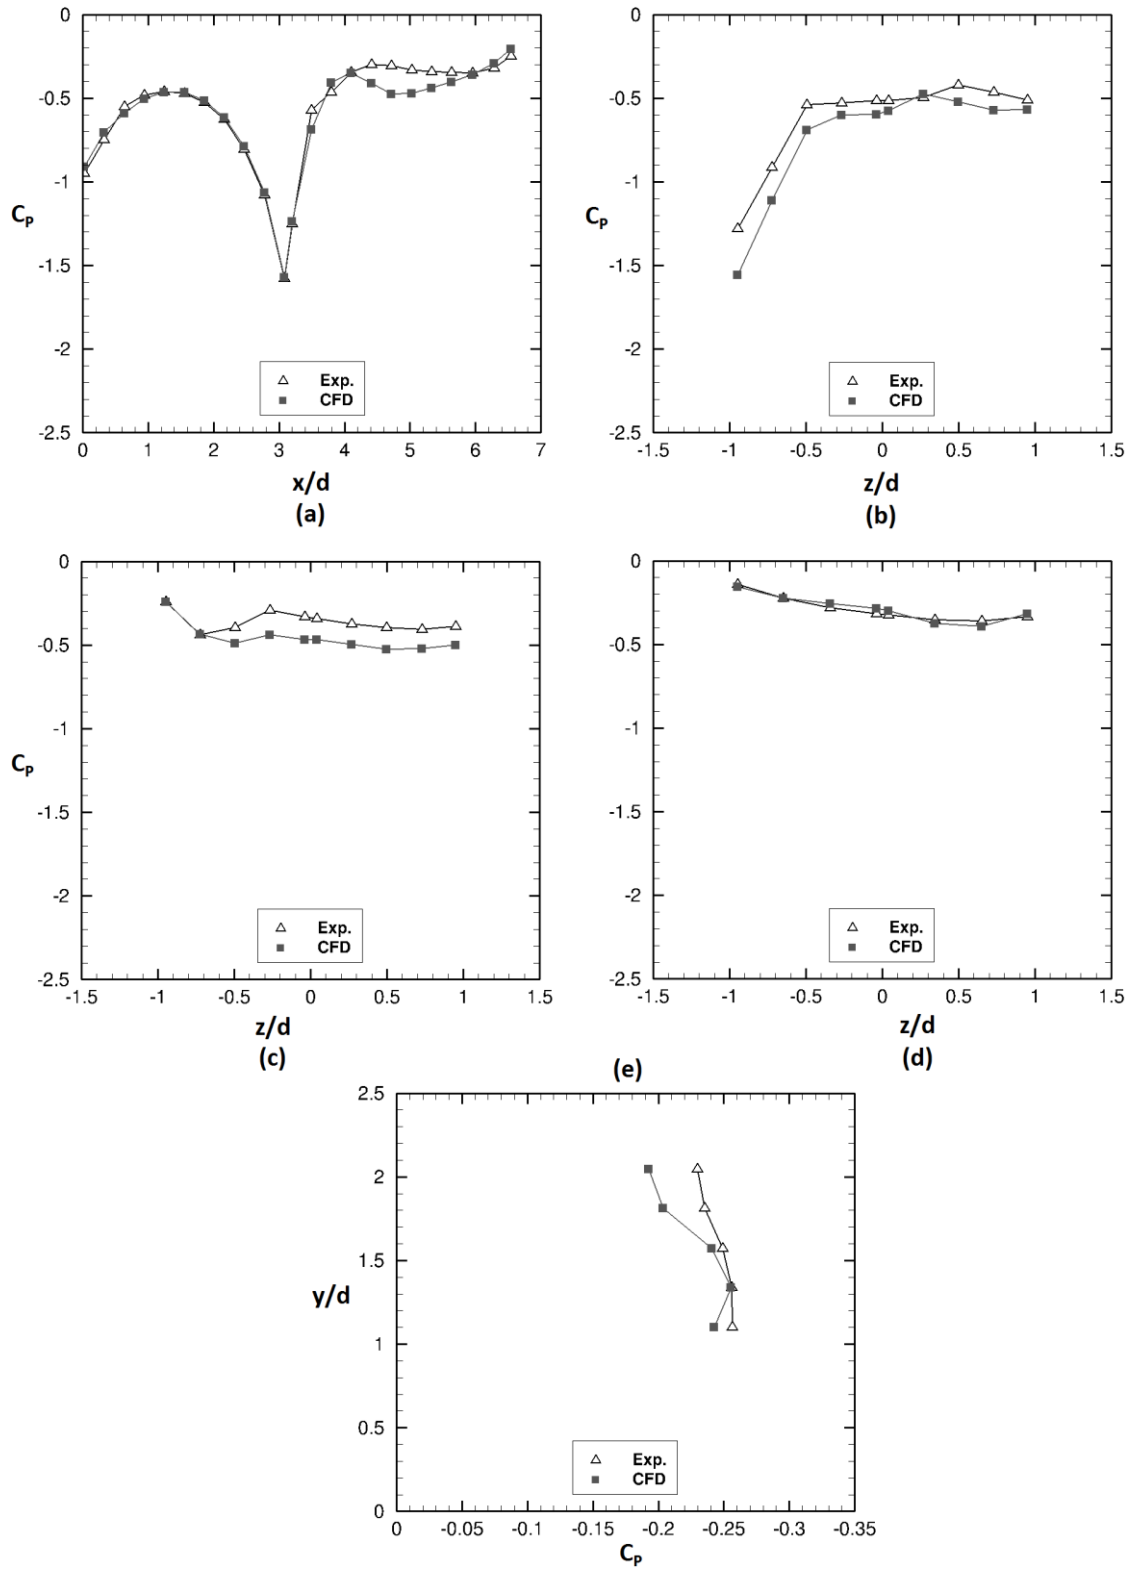 0
-0.5
-1
-1.5
-2
-2.5
C_P
Exp.
CFD
0 1 2 3 4 5 6 7
x/d
(a)
0
-0.5
-1
-1.5
-2
-2.5
C_P
Exp.
CFD
-1.5 -1 -0.5 0 0.5 1 1.5
z/d
(b)
0
-0.5
-1
-1.5
-2
-2.5
C_P
Exp.
CFD
-1.5 -1 -0.5 0 0.5 1 1.5
z/d
(c)
0
-0.5
-1
-1.5
-2
-2.5
Exp.
CFD
-1.5 -1 -0.5 0 0.5 1 1.5
z/d
(d)
(e)
2.5
2
1.5
1
0.5
0
y/d
Exp.
CFD
0 -0.05 -0.1 -0.15 -0.2 -0.25 -0.3 -0.35
C_P